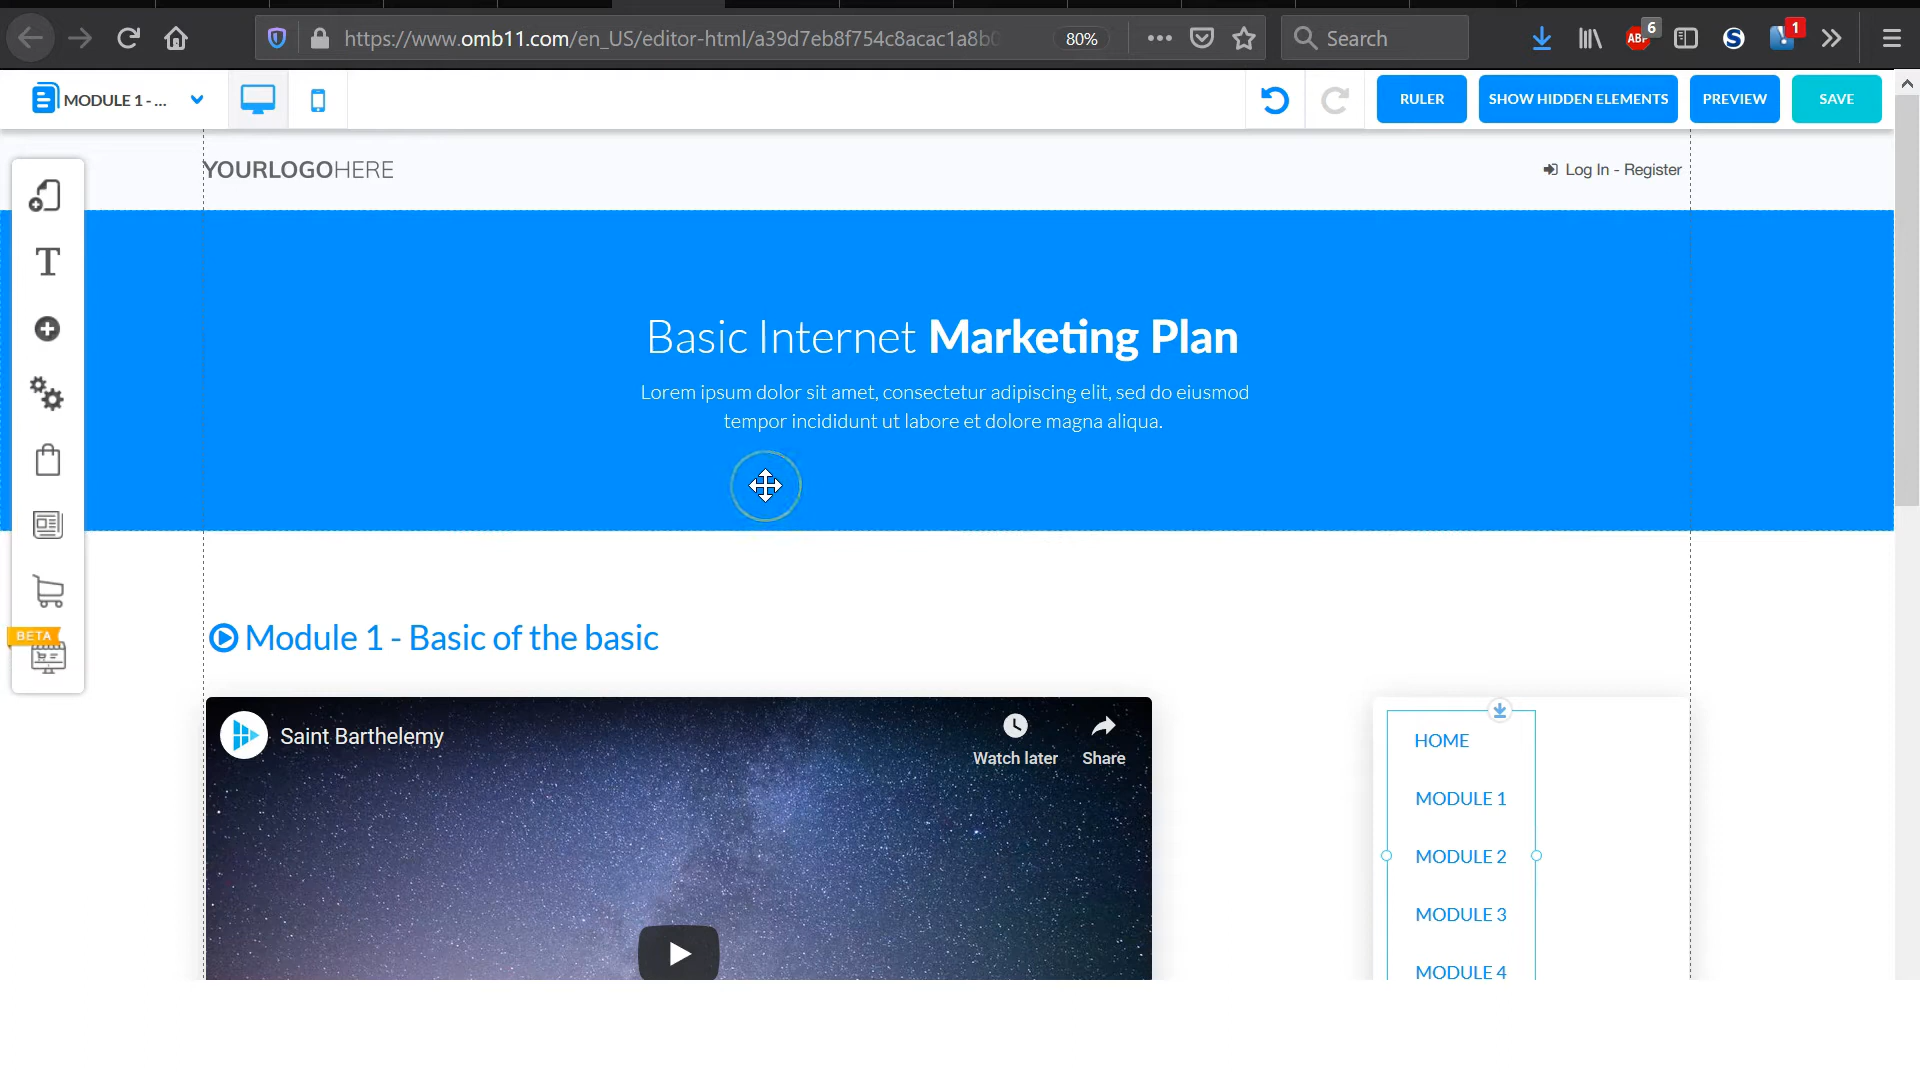 https://www.omb11.com/en_US/editor-html/a39d7eb8f754c8acac1a8b0
80%
Search
ABP
6
S
1
MODULE 1 - ...
RULER
SHOW HIDDEN ELEMENTS
PREVIEW
SAVE
YOURLOGOHERE
Log In - Register
T
Basic Internet Marketing Plan
Lorem ipsum dolor sit amet, consectetur adipiscing elit, sed do eiusmod
tempor incididunt ut labore et dolore magna aliqua.
BETA
Module 1 - Basic of the basic
Saint Barthelemy
Watch later
Share
HOME
MODULE 1
MODULE 2
MODULE 3
MODULE 4